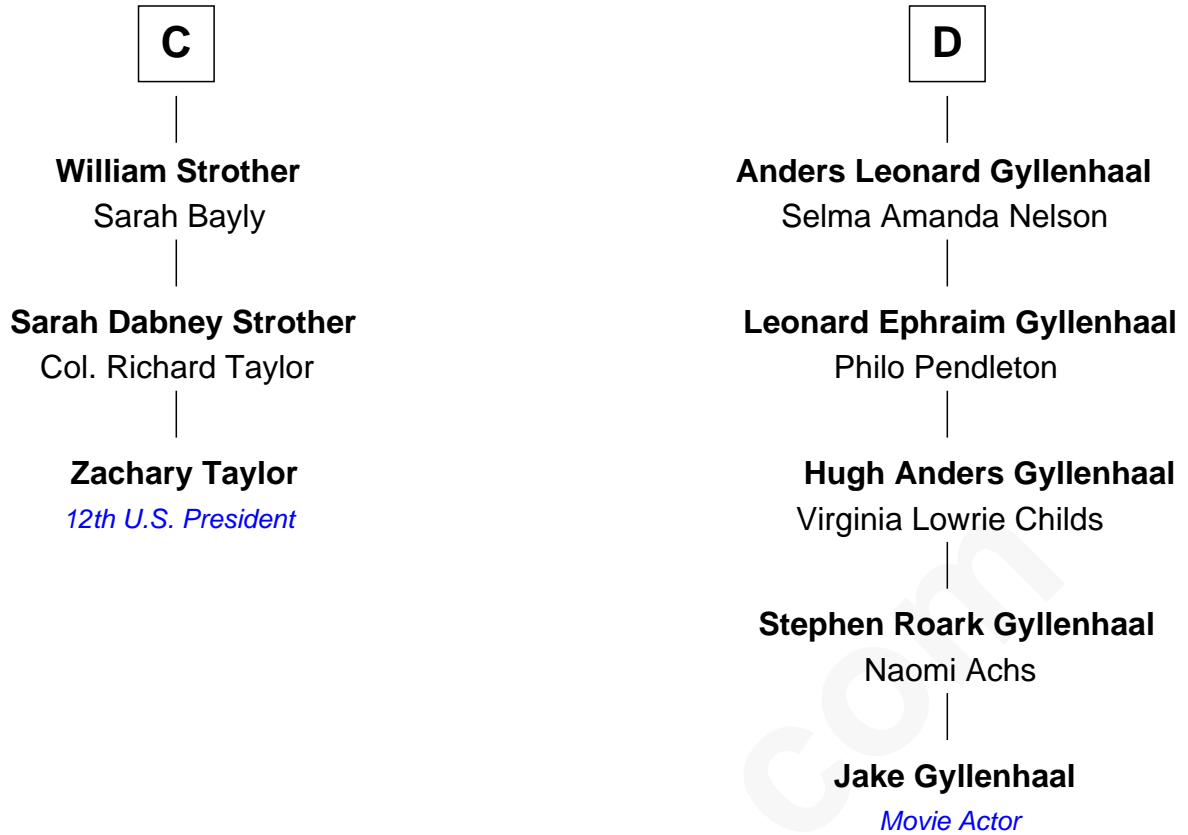 C
William Strother
Sarah Bayly
Sarah Dabney Strother
Col. Richard Taylor
Zachary Taylor
12th U.S. President
D
Anders Leonard Gyllenhaal
Selma Amanda Nelson
Leonard Ephraim Gyllenhaal
Philo Pendleton
Hugh Anders Gyllenhaal
Virginia Lowrie Childs
Stephen Roark Gyllenhaal
Naomi Achs
Jake Gyllenhaal
Movie Actor
com